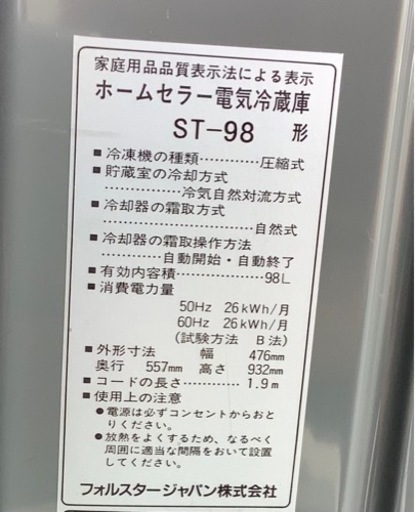 家庭用品品質表示法による表示
ホームセラー電気冷蔵庫
ST-98 形
■冷凍機の種類…………圧縮式
■貯蔵室の冷却方式
……………冷気自然対流方式
■冷却器の霜取方式
……………………………自然式
■冷却器の霜取操作方法
…………自動開始・自動終了
■有効内容積………………98L
■消費電力量
50Hz 26kWh/月
60Hz 26kWh/月
(試験方法 B法)
■外形寸法 幅 476mm
奥行 557mm 高さ 932mm
■コードの長さ…………1.9m
■使用上の注意
●電源は必ずコンセントからおと
りください。
●放熱をよくするため、なるべく
周囲に適当な間隔をおいて設置
してください。
フォルスタージャパン株式会社